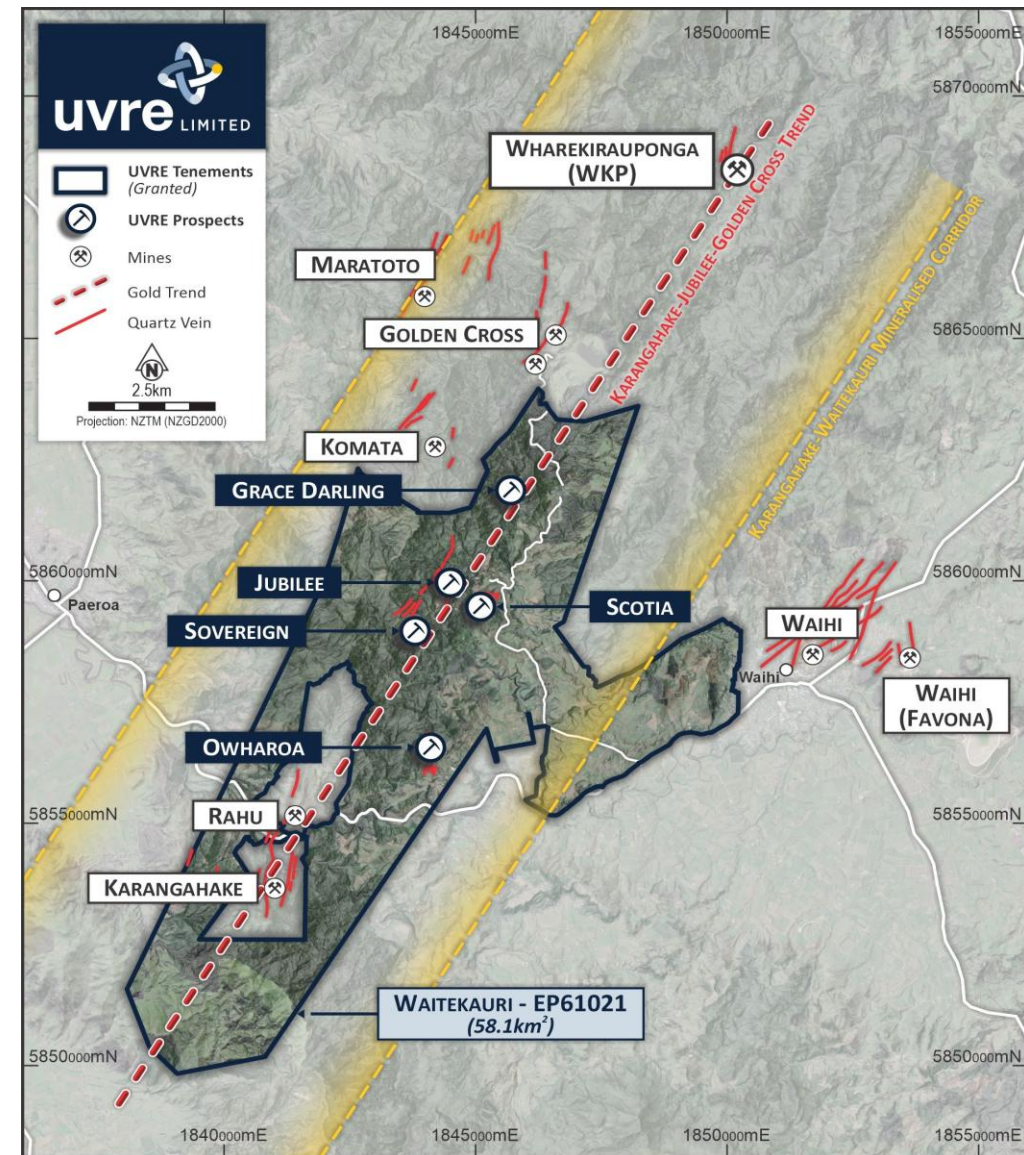 1845000mE
1850000mE
1855000mE
uvre LIMITED
UVRE Tenements
(Granted)
UVRE Prospects
Mines
Gold Trend
Quartz Vein
N
2.5km
Projection: NZTM (NZGD2000)
5870000mN
WHAREKIRAUPONGA
(WKP)
KARANGAHAKE-JUBILEE-GOLDEN CROSS TREND
MARATOTO
GOLDEN CROSS
5865000mN
KARANGAHAKE-WAITEKAURI MINERALISED CORRIDOR
KOMATA
GRACE DARLING
5860000mN
5860000mN
Paeroa
JUBILEE
SCOTIA
SOVEREIGN
WAIHI
Waihi
WAIHI
(FAVONA)
OWHAROA
RAHU
5855000mN
5855000mN
KARANGAHAKE
WAITEKAURI - EP61021
(58.1km²)
5850000mN
5850000mN
1840000mE
1845000mE
1850000mE
1855000mE